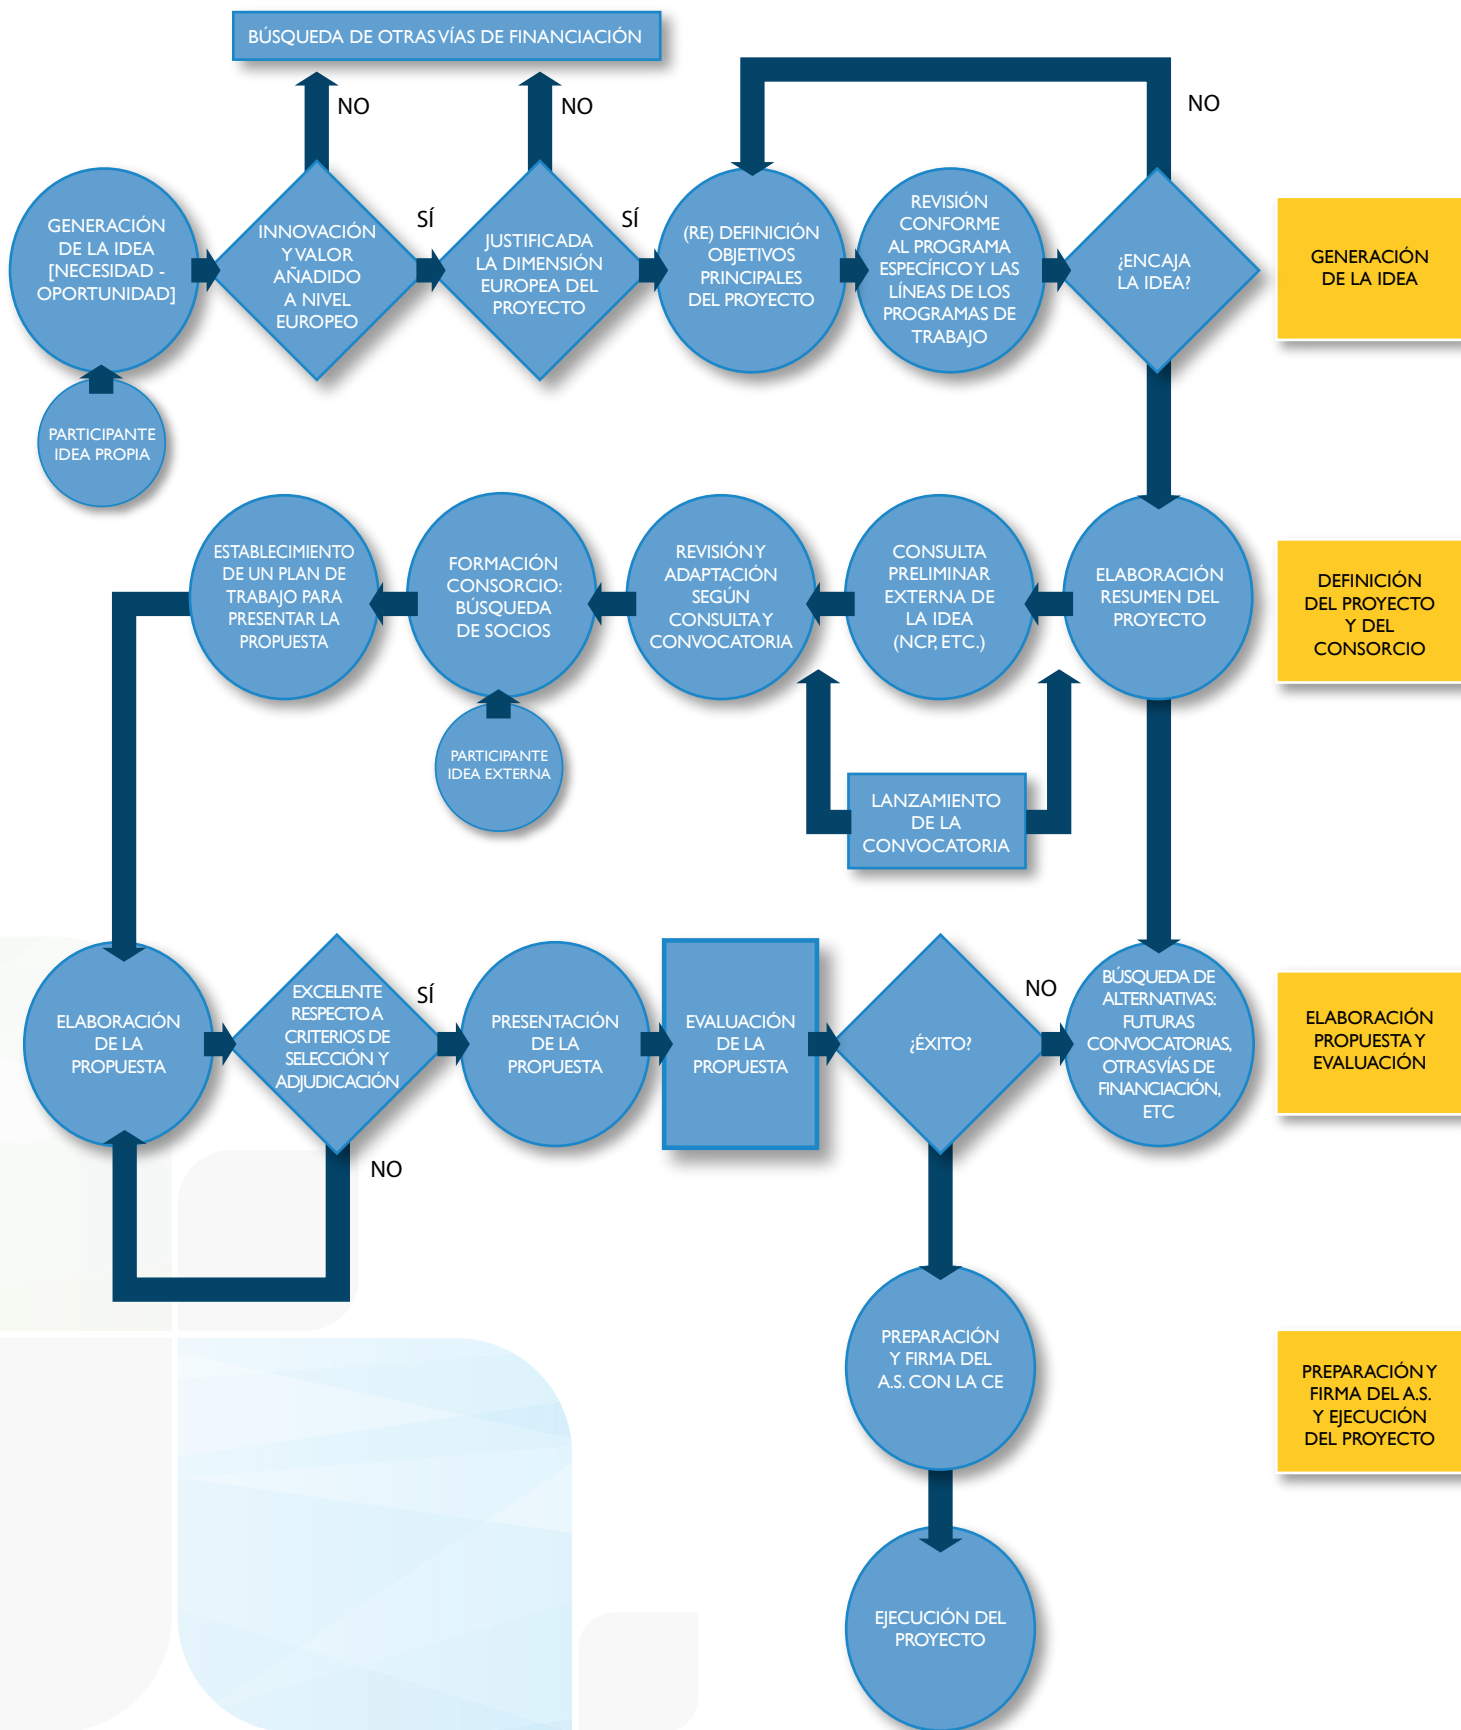 BÚSQUEDA DE OTRAS VÍAS DE FINANCIACIÓN
NO
NO
NO
GENERACIÓN
DE LA IDEA
[NECESIDAD -
OPORTUNIDAD]
INNOVACIÓN
Y VALOR
AÑADIDO
A NIVEL
EUROPEO
SÍ
JUSTIFICADA
LA DIMENSIÓN
EUROPEA DEL
PROYECTO
SÍ
(RE) DEFINICIÓN
OBJETIVOS
PRINCIPALES
DEL PROYECTO
REVISIÓN
CONFORME
AL PROGRAMA
ESPECÍFICO Y LAS
LÍNEAS DE LOS
PROGRAMAS DE
TRABAJO
¿ENCAJA
LA IDEA?
GENERACIÓN
DE LA IDEA
PARTICIPANTE
IDEA PROPIA
ESTABLECIMIENTO
DE UN PLAN DE
TRABAJO PARA
PRESENTAR LA
PROPUESTA
FORMACIÓN
CONSORCIO:
BÚSQUEDA
DE SOCIOS
REVISIÓN Y
ADAPTACIÓN
SEGÚN
CONSULTA Y
CONVOCATORIA
CONSULTA
PRELIMINAR
EXTERNA DE
LA IDEA
(NCP, ETC.)
ELABORACIÓN
RESUMEN DEL
PROYECTO
DEFINICIÓN
DEL PROYECTO
Y DEL
CONSORCIO
PARTICIPANTE
IDEA EXTERNA
LANZAMIENTO
DE LA
CONVOCATORIA
ELABORACIÓN
DE LA
PROPUESTA
EXCELENTE
RESPECTO A
CRITERIOS DE
SELECCIÓN Y
ADJUDICACIÓN
SÍ
NO
PRESENTACIÓN
DE LA
PROPUESTA
EVALUACIÓN
DE LA
PROPUESTA
¿ÉXITO?
NO
BÚSQUEDA DE
ALTERNATIVAS:
FUTURAS
CONVOCATORIAS,
OTRAS VÍAS DE
FINANCIACIÓN,
ETC
ELABORACIÓN
PROPUESTA Y
EVALUACIÓN
PREPARACIÓN
Y FIRMA DEL
A.S. CON LA CE
PREPARACIÓN Y
FIRMA DEL A.S.
Y EJECUCIÓN
DEL PROYECTO
EJECUCIÓN DEL
PROYECTO